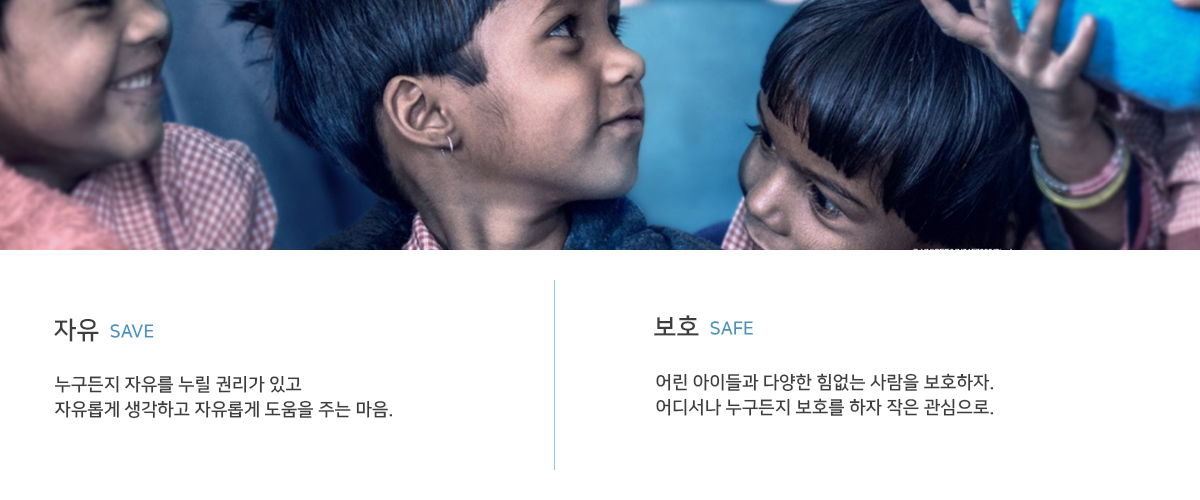 자유 SAVE
누구든지 자유를 누릴 권리가 있고
자유롭게 생각하고 자유롭게 도움을 주는 마음.
보호 SAFE
어린 아이들과 다양한 힘없는 사람을 보호하자.
어디서나 누구든지 보호를 하자 작은 관심으로.